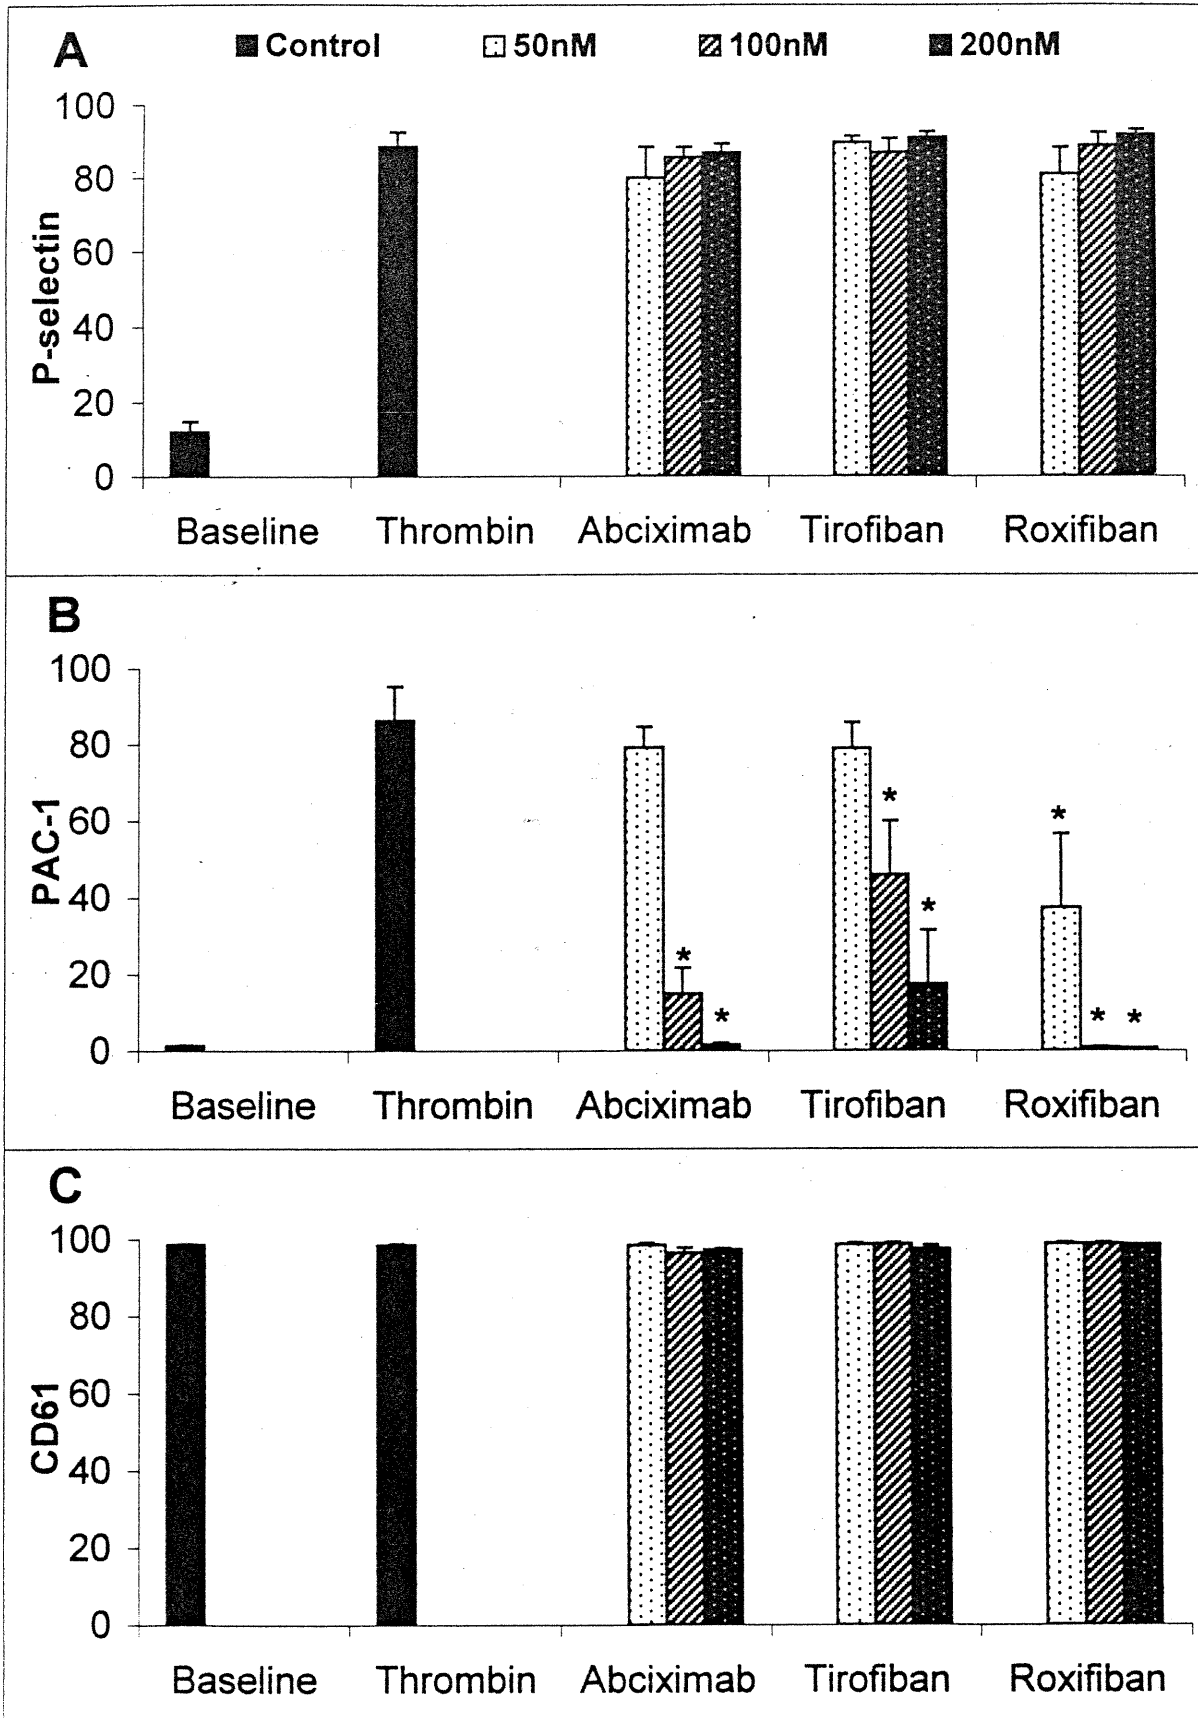 A
Control 50nM 100nM 200nM
100
80
60
40
20
0
P-selectin
Baseline Thrombin Abciximab Tirofiban Roxifiban
B
100
80
60
40
20
0
PAC-1
* * * * * * *
Baseline Thrombin Abciximab Tirofiban Roxifiban
C
100
80
60
40
20
0
CD61
Baseline Thrombin Abciximab Tirofiban Roxifiban